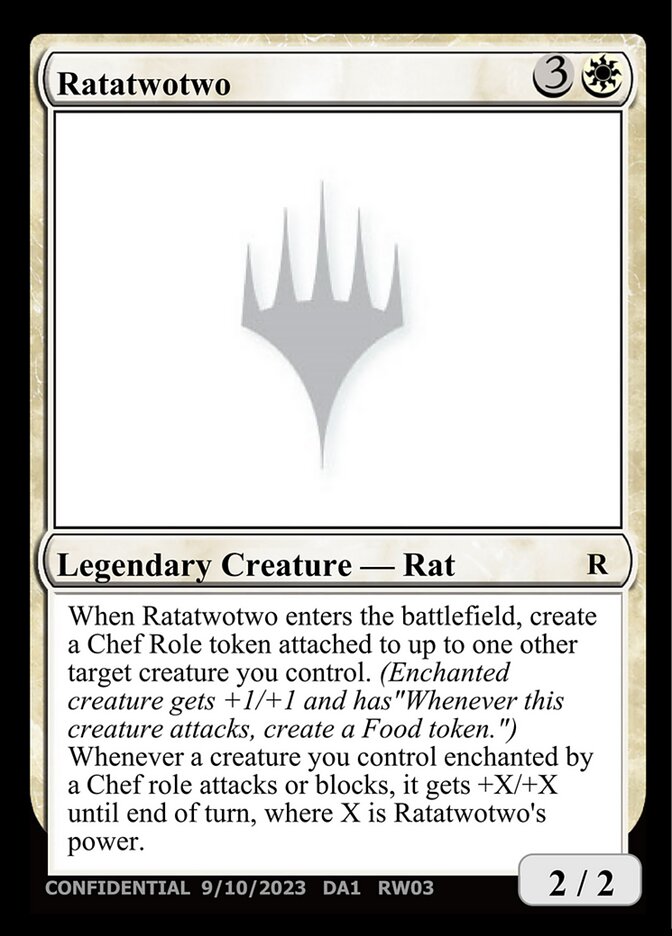 Ratatwotwo 3
Legendary Creature — Rat R
When Ratatwotwo enters the battlefield, create
a Chef Role token attached to up to one other
target creature you control. (Enchanted
creature gets +1/+1 and has"Whenever this
creature attacks, create a Food token.")
Whenever a creature you control enchanted by
a Chef role attacks or blocks, it gets +X/+X
until end of turn, where X is Ratatwotwo's
power.
CONFIDENTIAL 9/10/2023 DA1 RW03
2 / 2